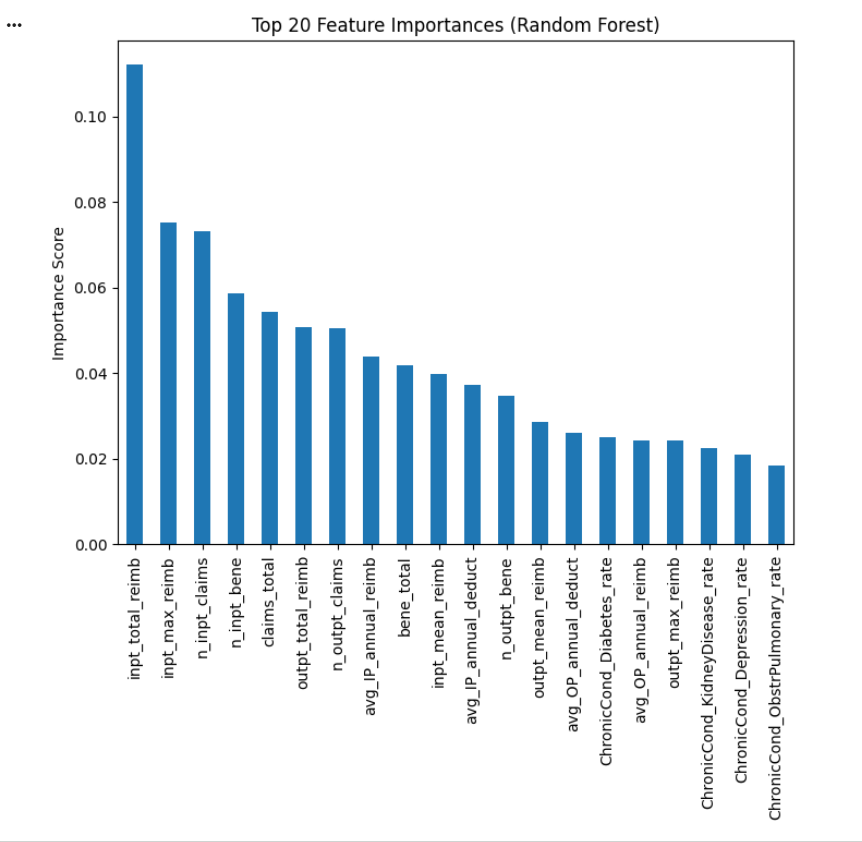 ...
Top 20 Feature Importances (Random Forest)
Importance Score
0.10
0.08
0.06
0.04
0.02
0.00
inpt_total_reimb
inpt_max_reimb
n_inpt_claims
n_inpt_bene
claims_total
outpt_total_reimb
n_outpt_claims
avg_IP_annual_reimb
bene_total
inpt_mean_reimb
avg_IP_annual_deduct
n_outpt_bene
outpt_mean_reimb
avg_OP_annual_deduct
ChronicCond_Diabetes_rate
avg_OP_annual_reimb
outpt_max_reimb
ChronicCond_KidneyDisease_rate
ChronicCond_Depression_rate
ChronicCond_ObstrPulmonary_rate